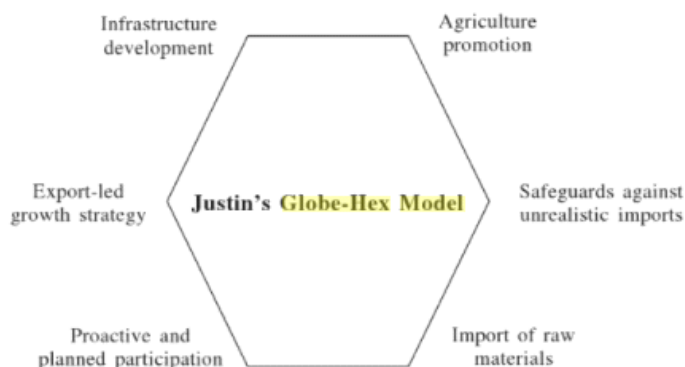 Infrastructure
development
Agriculture
promotion
Export-led
growth strategy
Justin's Globe-Hex Model
Safeguards against
unrealistic imports
Proactive and
planned participation
Import of raw
materials